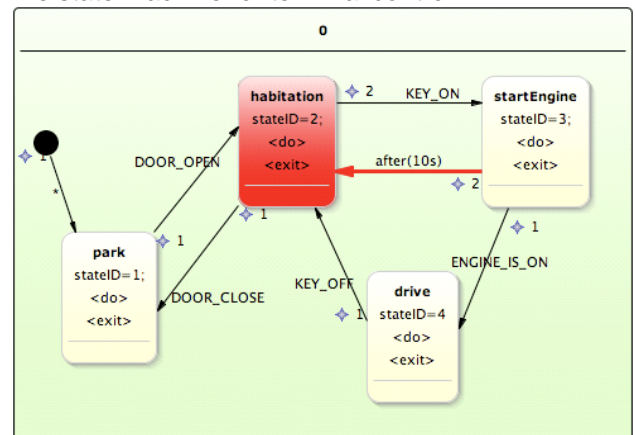 0
habitation
stateID=2;
<do>
<exit>
2
KEY_ON
startEngine
stateID=3;
<do>
<exit>
after(10s)
2
1
*
DOOR_OPEN
1
1
1
park
stateID=1;
<do>
<exit>
DOOR_CLOSE
KEY_OFF
1
ENGINE_IS_ON
drive
stateID=4
<do>
<exit>